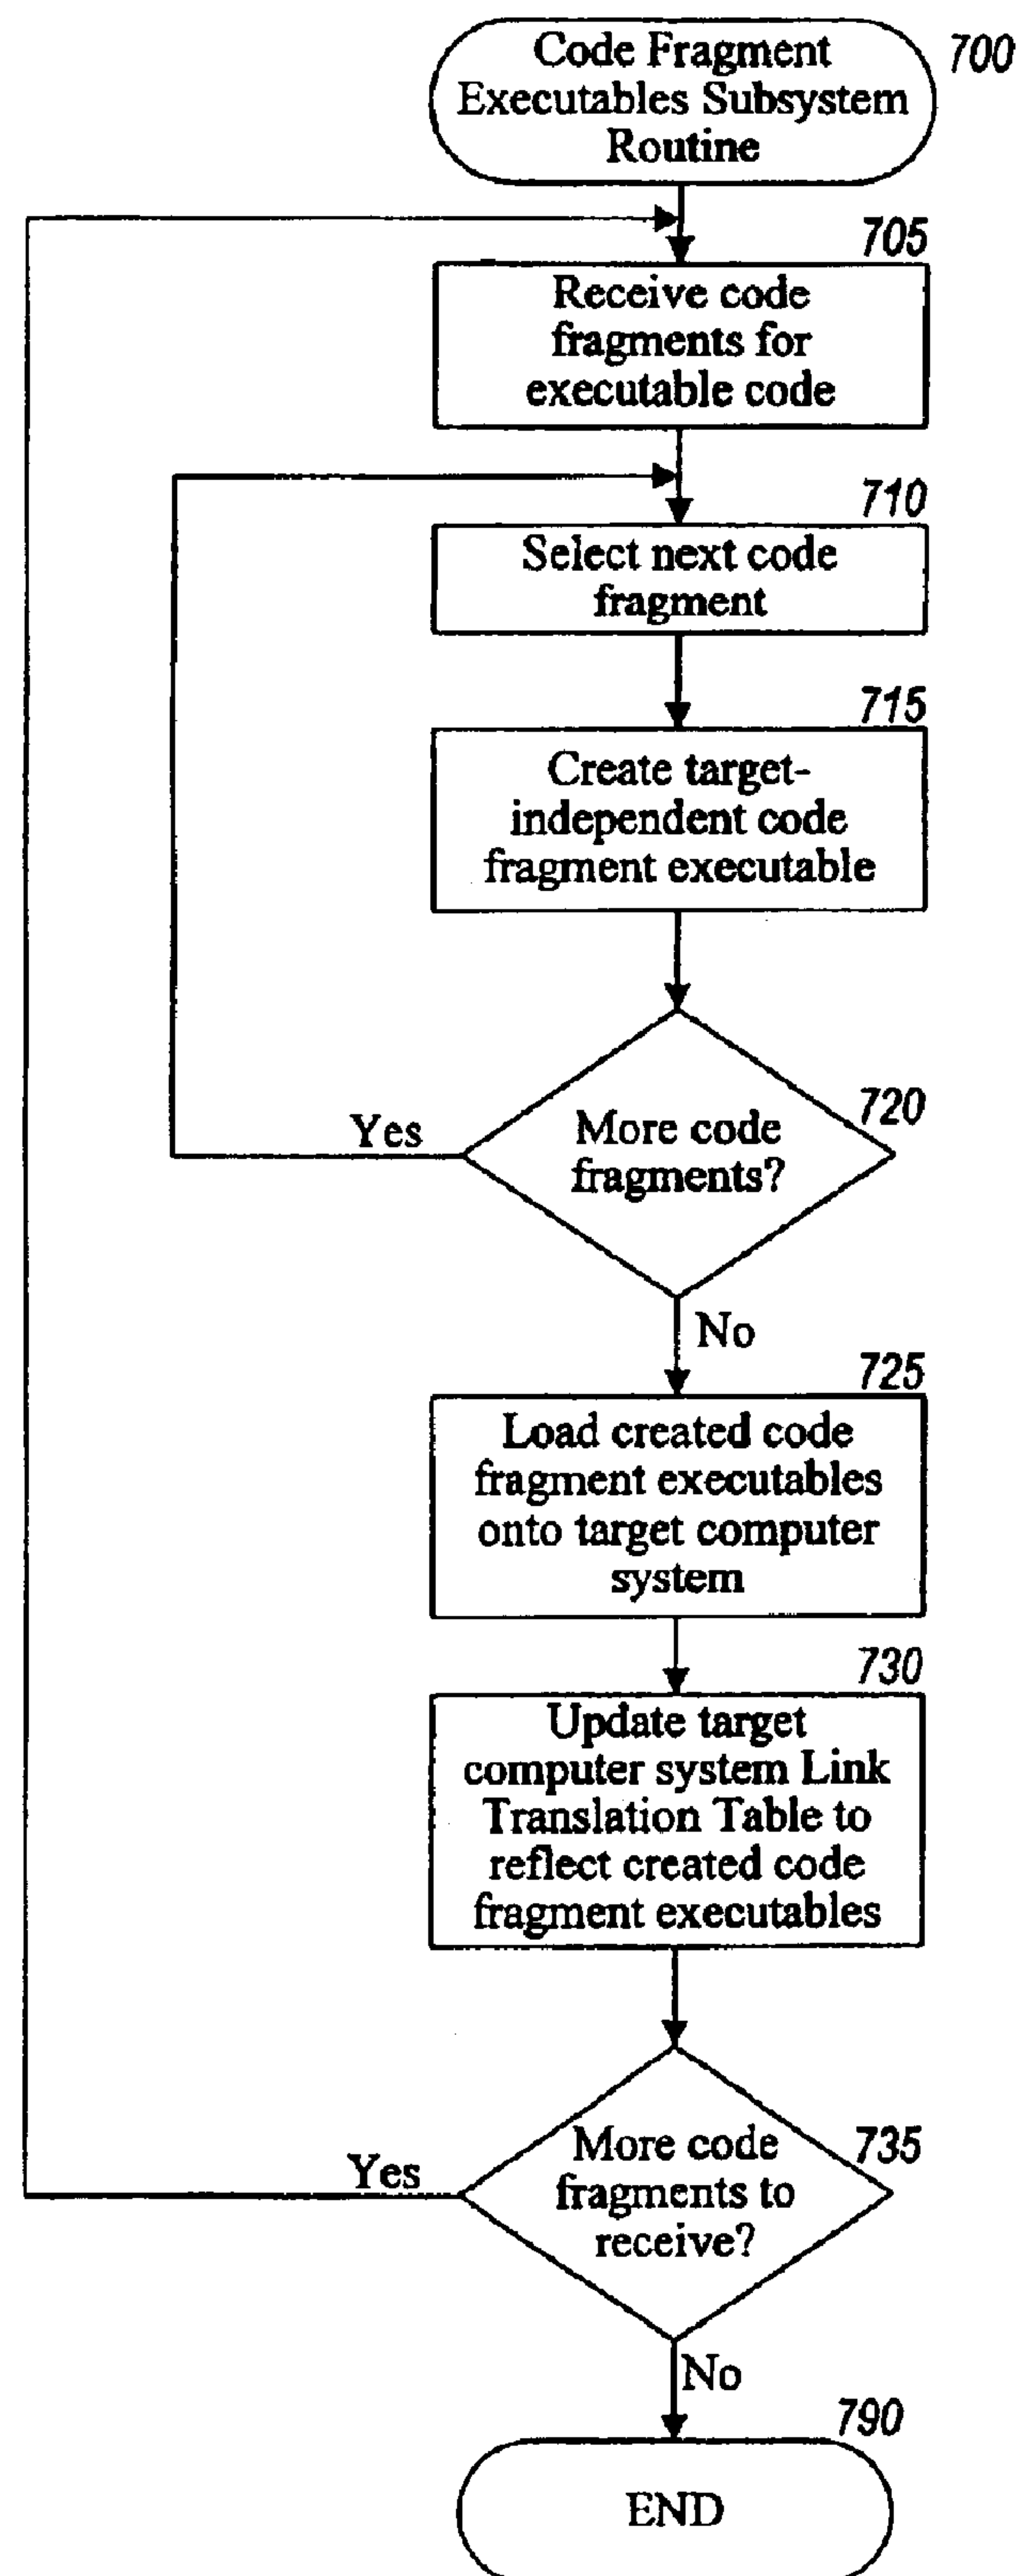 Code Fragment
Executables Subsystem
Routine
700
705
Receive code
fragments for
executable code
710
Select next code
fragment
715
Create target-
independent code
fragment executable
720
More code
fragments?
Yes
No
725
Load created code
fragment executables
onto target computer
system
730
Update target
computer system Link
Translation Table to
reflect created code
fragment executables
735
More code
fragments to
receive?
Yes
No
790
END